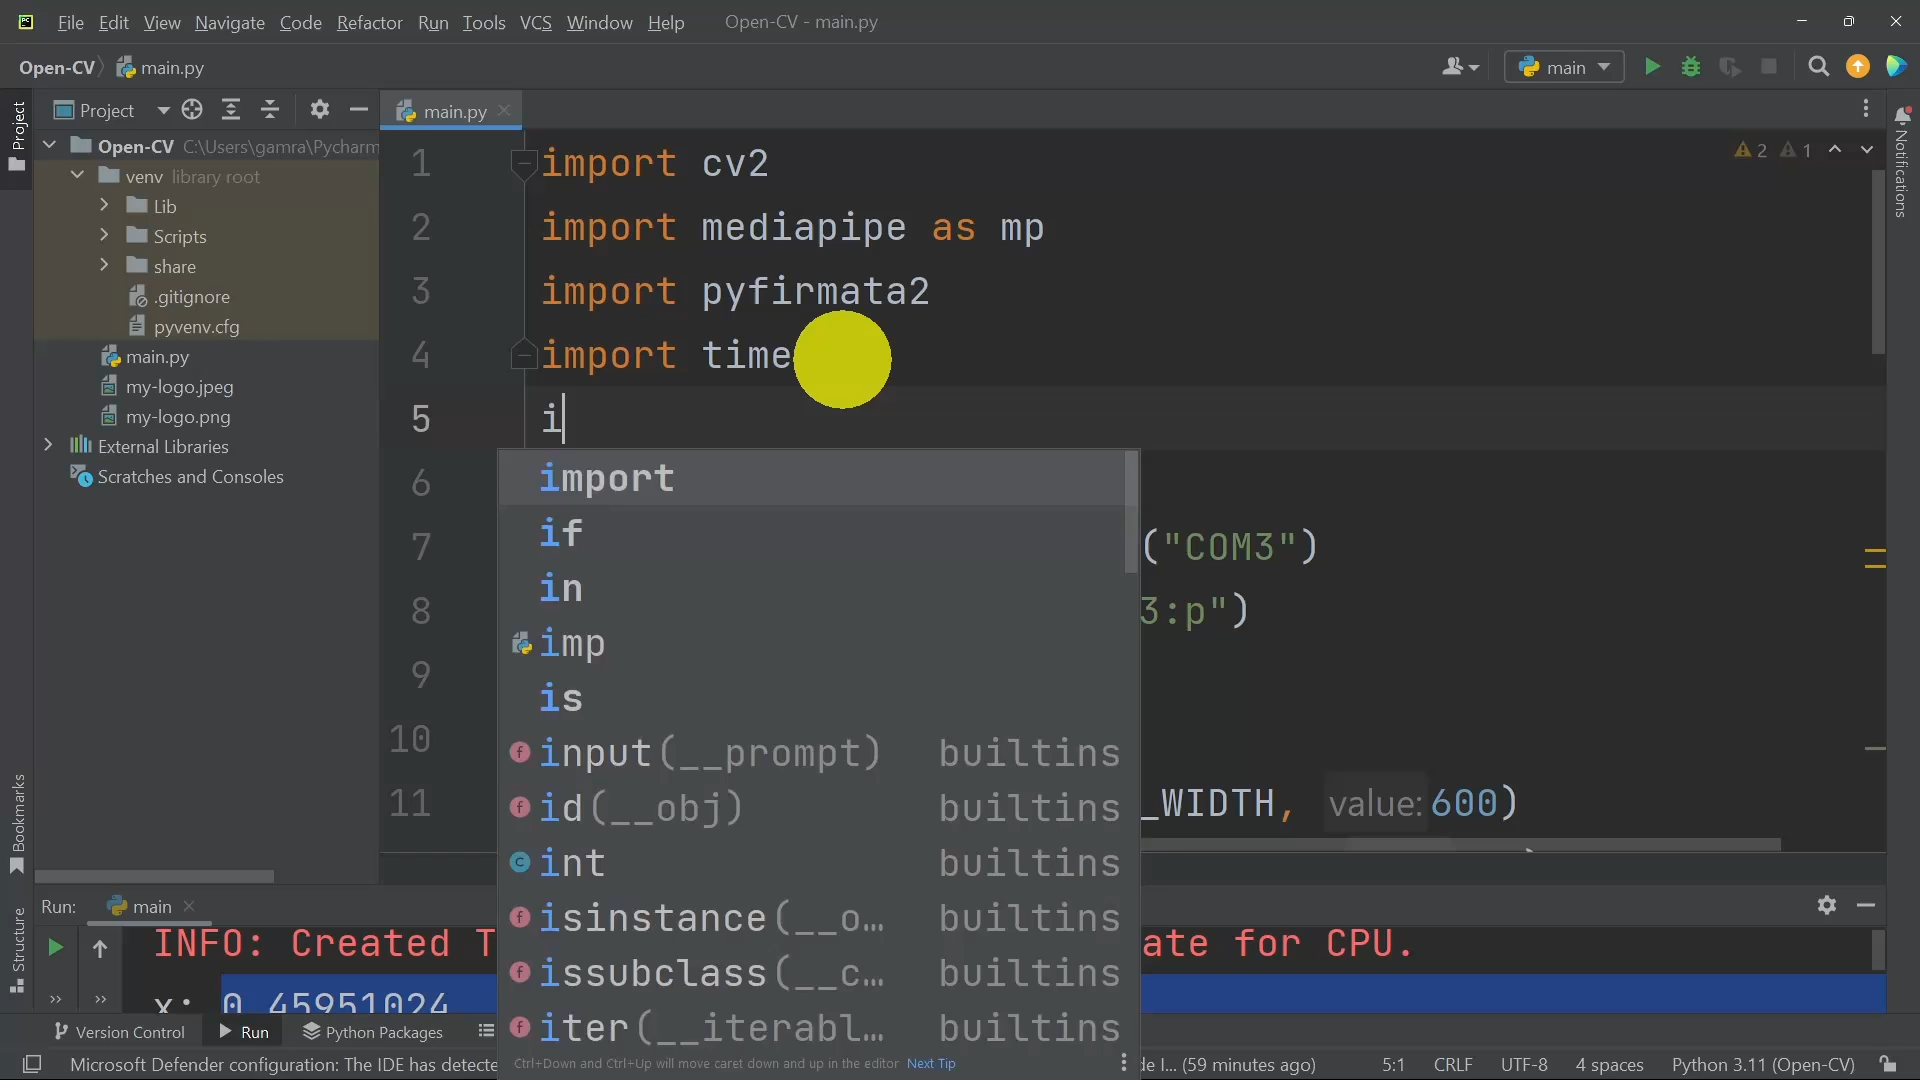 File Edit View Navigate Code Refactor Run Tools VCS Window Help Open-CV - main.py
Open-CV main.py
main
Project
Project
main.py
Open-CV C:\Users\gamra\Pycharm
venv library root
Lib
Scripts
share
.gitignore
pyvenv.cfg
main.py
my-logo.jpeg
my-logo.png
External Libraries
Scratches and Consoles
2 1
Notifications
1 import cv2
2 import mediapipe as mp
3 import pyfirmata2
4 import time
5 i
6
7 ("COM3")
8 3:p")
9
10
11 _WIDTH, value: 600)
import
if
in
imp
is
input(__prompt) builtins
id(__obj) builtins
int builtins
isinstance(__o… builtins
issubclass(__c… builtins
iter(__iterabl… builtins
Ctrl+Down and Ctrl+Up will move caret down and up in the editor Next Tip
Bookmarks
Structure
Run: main
INFO: Created T ate for CPU.
x: 0.45951024
Version Control Run Python Packages
Microsoft Defender configuration: The IDE has detecte de I... (59 minutes ago) 5:1 CRLF UTF-8 4 spaces Python 3.11 (Open-CV)